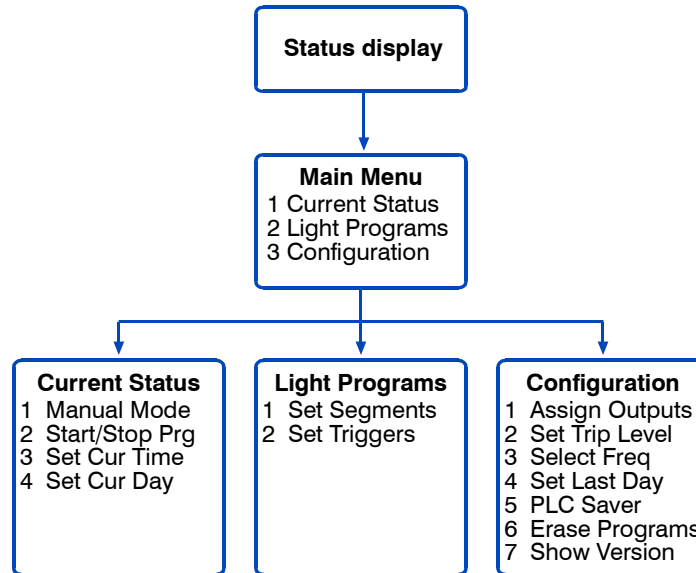 Status display
Main Menu
1 Current Status
2 Light Programs
3 Configuration
Current Status
1 Manual Mode
2 Start/Stop Prg
3 Set Cur Time
4 Set Cur Day
Light Programs
1 Set Segments
2 Set Triggers
Configuration
1 Assign Outputs
2 Set Trip Level
3 Select Freq
4 Set Last Day
5 PLC Saver
6 Erase Programs
7 Show Version